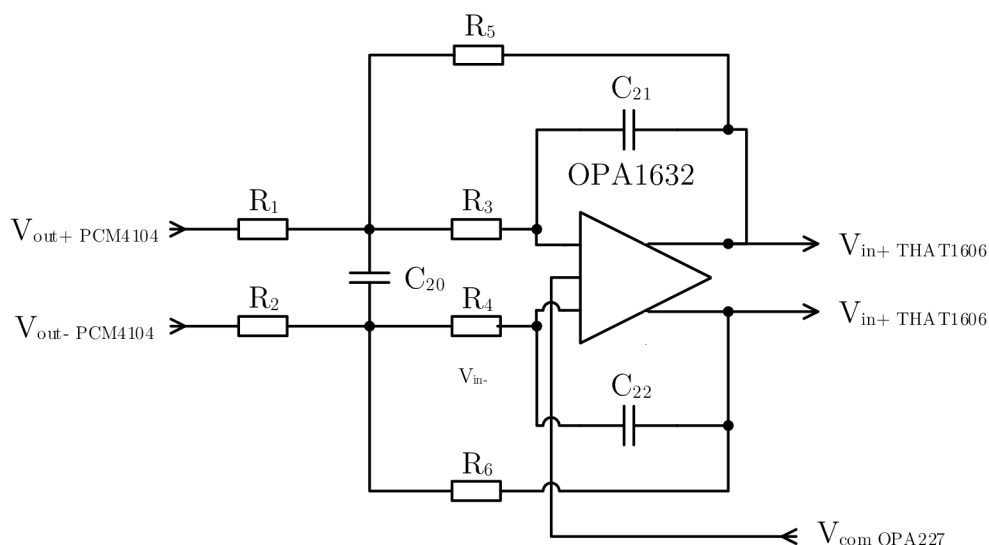 R5
C21
OPA1632
R1
R3
Vout+ PCM4104
Vin+ THAT1606
C20
R2
R4
Vout- PCM4104
Vin+ THAT1606
Vin-
C22
R6
Vcom OPA227